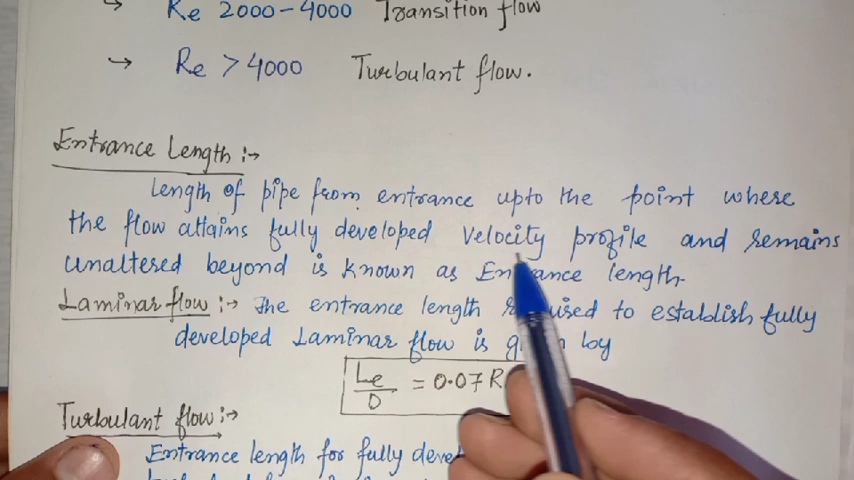 → Re 2000-4000 Transition flow
→ Re > 4000 Turbulant flow.
Entrance Length :→
Length of pipe from entrance upto the point where
the flow attains fully developed velocity profile and remains
unaltered beyond is known as Entrance length.
Laminar flow :→ The entrance length used to establish fully
developed Laminar flow is by
Le/D = 0.07 R
Turbulant flow :→
Entrance length for fully